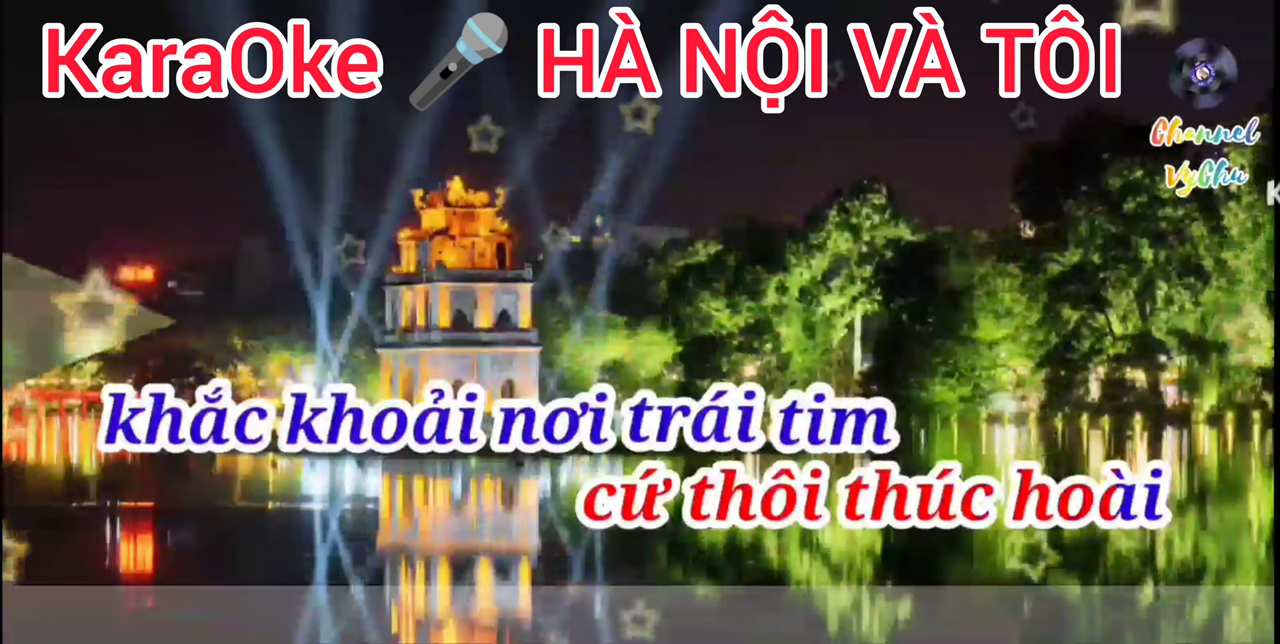 KaraOke 🎤 HÀ NỘI VÀ TÔI
Channel
VyChu
K
khắc khoải nơi trái tim
cứ thôi thúc hoài